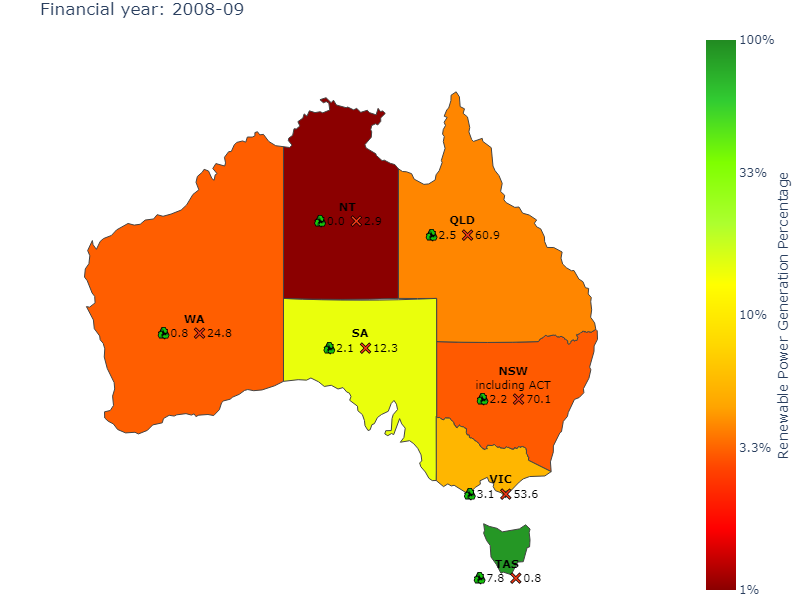 Financial year: 2008-09
100%
33%
10%
3.3%
1%
Renewable Power Generation Percentage
NT
0.0 2.9
QLD
2.5 60.9
WA
0.8 24.8
SA
2.1 12.3
NSW
including ACT
2.2 70.1
VIC
3.1 53.6
TAS
7.8 0.8